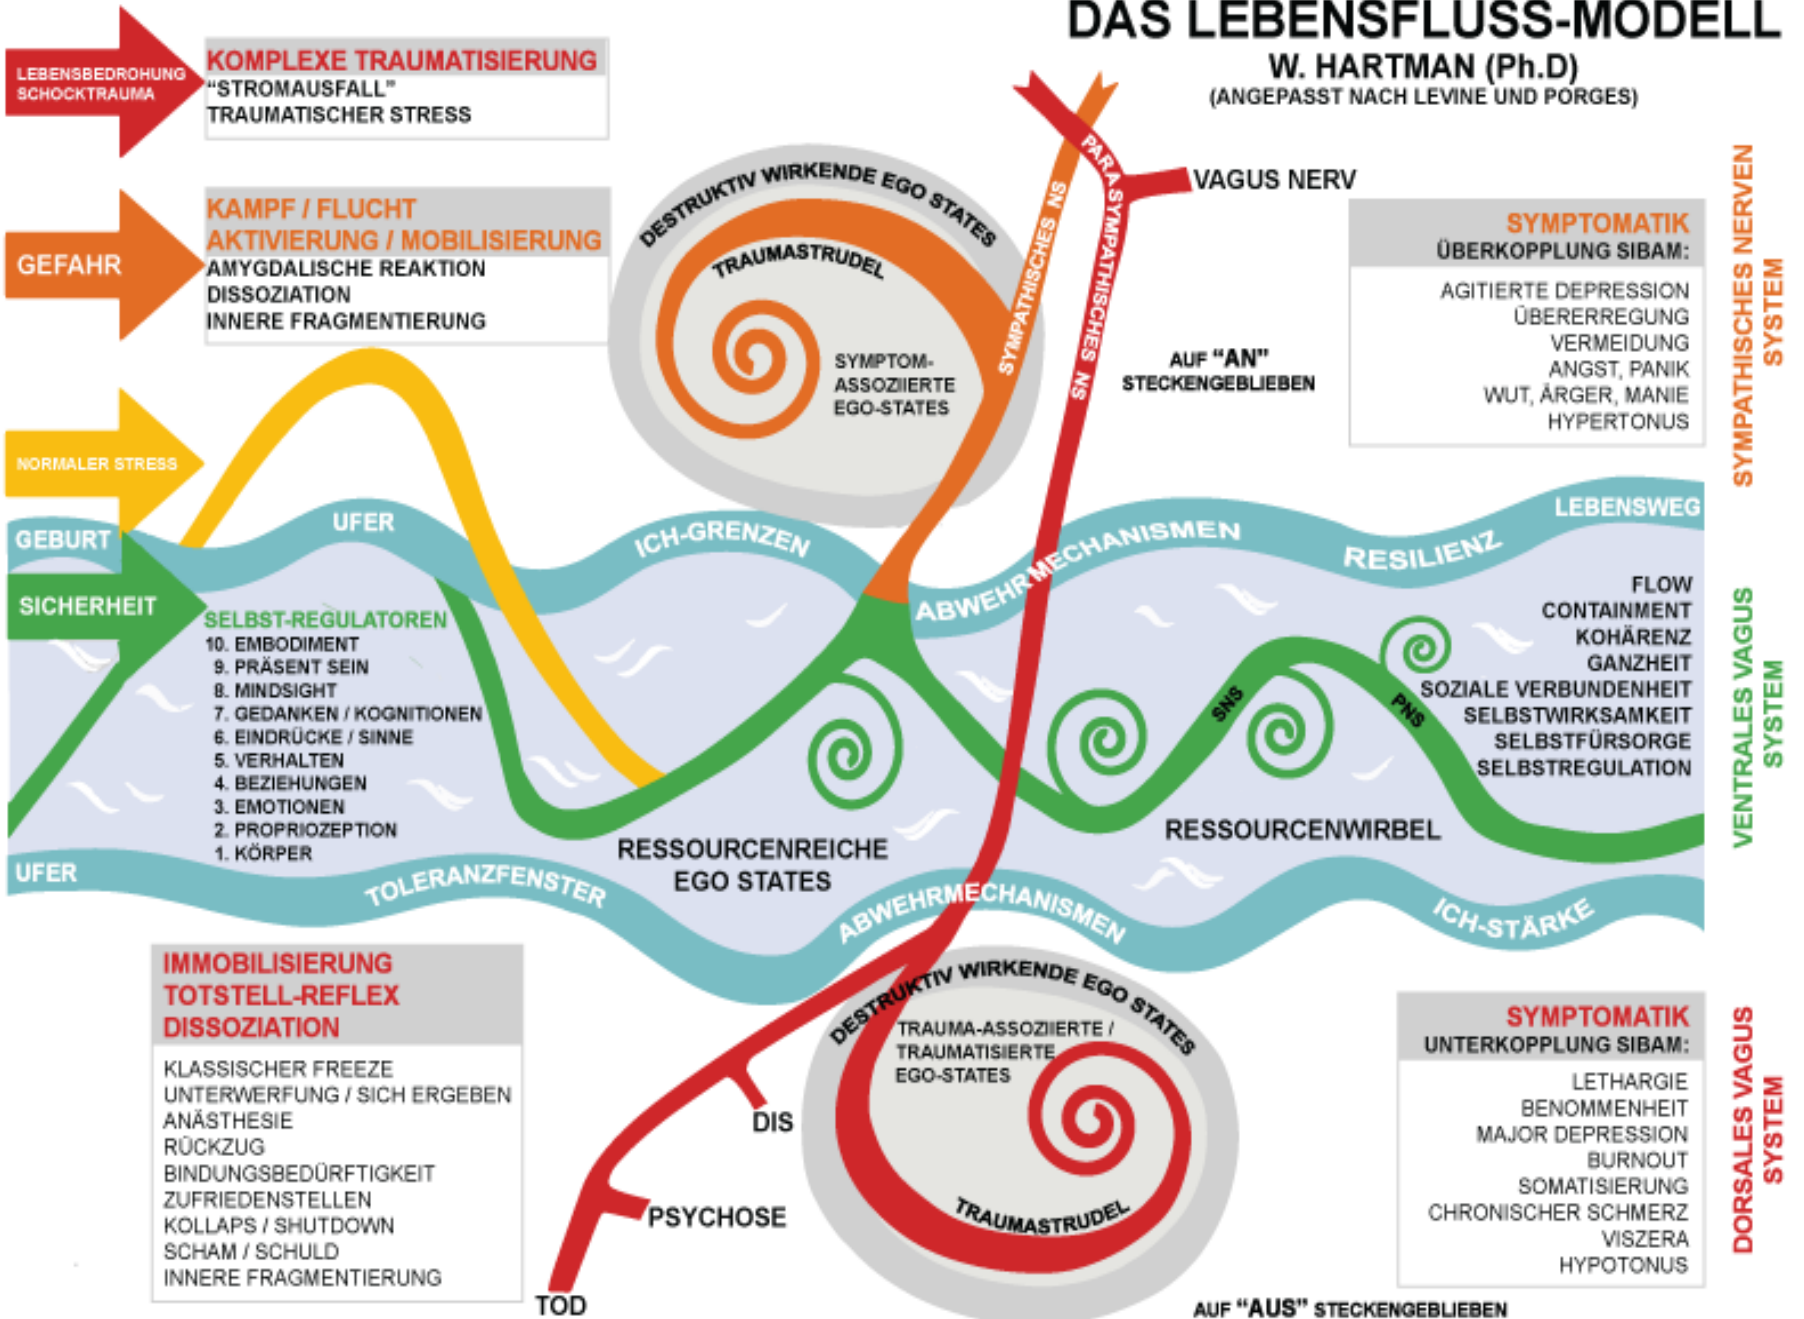 DAS LEBENSFLUSS-MODELL
W. HARTMAN (Ph.D)
(ANGEPASST NACH LEVINE UND PORGES)
LEBENSBEDROHUNG
SCHOCKTRAUMA
KOMPLEXE TRAUMATISIERUNG
"STROMAUSFALL"
TRAUMATISCHER STRESS
GEFAHR
KAMPF / FLUCHT
AKTIVIERUNG / MOBILISIERUNG
AMYGDALISCHE REAKTION
DISSOZIATION
INNERE FRAGMENTIERUNG
DESTRUKTIV WIRKENDE EGO STATES
TRAUMASTRUDEL
SYMPTOM-
ASSOZIIERTE
EGO-STATES
SYMPATHISCHES NS
PARASYMPATHISCHES NS
VAGUS NERV
AUF "AN"
STECKENGEBLIEBEN
SYMPTOMATIK
ÜBERKOPPLUNG SIBAM:
AGITIERTE DEPRESSION
ÜBERERREGUNG
VERMEIDUNG
ANGST, PANIK
WUT, ÄRGER, MANIE
HYPERTONUS
SYMPATHISCHES NERVEN
SYSTEM
NORMALER STRESS
GEBURT
UFER
ICH-GRENZEN
ABWEHRMECHANISMEN
RESILIENZ
LEBENSWEG
SICHERHEIT
SELBST-REGULATOREN
10. EMBODIMENT
9. PRÄSENT SEIN
8. MINDSIGHT
7. GEDANKEN / KOGNITIONEN
6. EINDRÜCKE / SINNE
5. VERHALTEN
4. BEZIEHUNGEN
3. EMOTIONEN
2. PROPRIOZEPTION
1. KÖRPER
RESSOURCENREICHE
EGO STATES
SNS
PNS
RESSOURCENWIRBEL
FLOW
CONTAINMENT
KOHÄRENZ
GANZHEIT
SOZIALE VERBUNDENHEIT
SELBSTWIRKSAMKEIT
SELBSTFÜRSORGE
SELBSTREGULATION
VENTRALES VAGUS
SYSTEM
UFER
TOLERANZFENSTER
ABWEHRMECHANISMEN
ICH-STÄRKE
IMMOBILISIERUNG
TOTSTELL-REFLEX
DISSOZIATION
KLASSISCHER FREEZE
UNTERWERFUNG / SICH ERGEBEN
ANÄSTHESIE
RÜCKZUG
BINDUNGSBEDÜRFTIGKEIT
ZUFRIEDENSTELLEN
KOLLAPS / SHUTDOWN
SCHAM / SCHULD
INNERE FRAGMENTIERUNG
DIS
PSYCHOSE
TOD
DESTRUKTIV WIRKENDE EGO STATES
TRAUMA-ASSOZIIERTE /
TRAUMATISIERTE
EGO-STATES
TRAUMASTRUDEL
AUF "AUS" STECKENGEBLIEBEN
SYMPTOMATIK
UNTERKOPPLUNG SIBAM:
LETHARGIE
BENOMMENHEIT
MAJOR DEPRESSION
BURNOUT
SOMATISIERUNG
CHRONISCHER SCHMERZ
VISZERA
HYPOTONUS
DORSALES VAGUS
SYSTEM